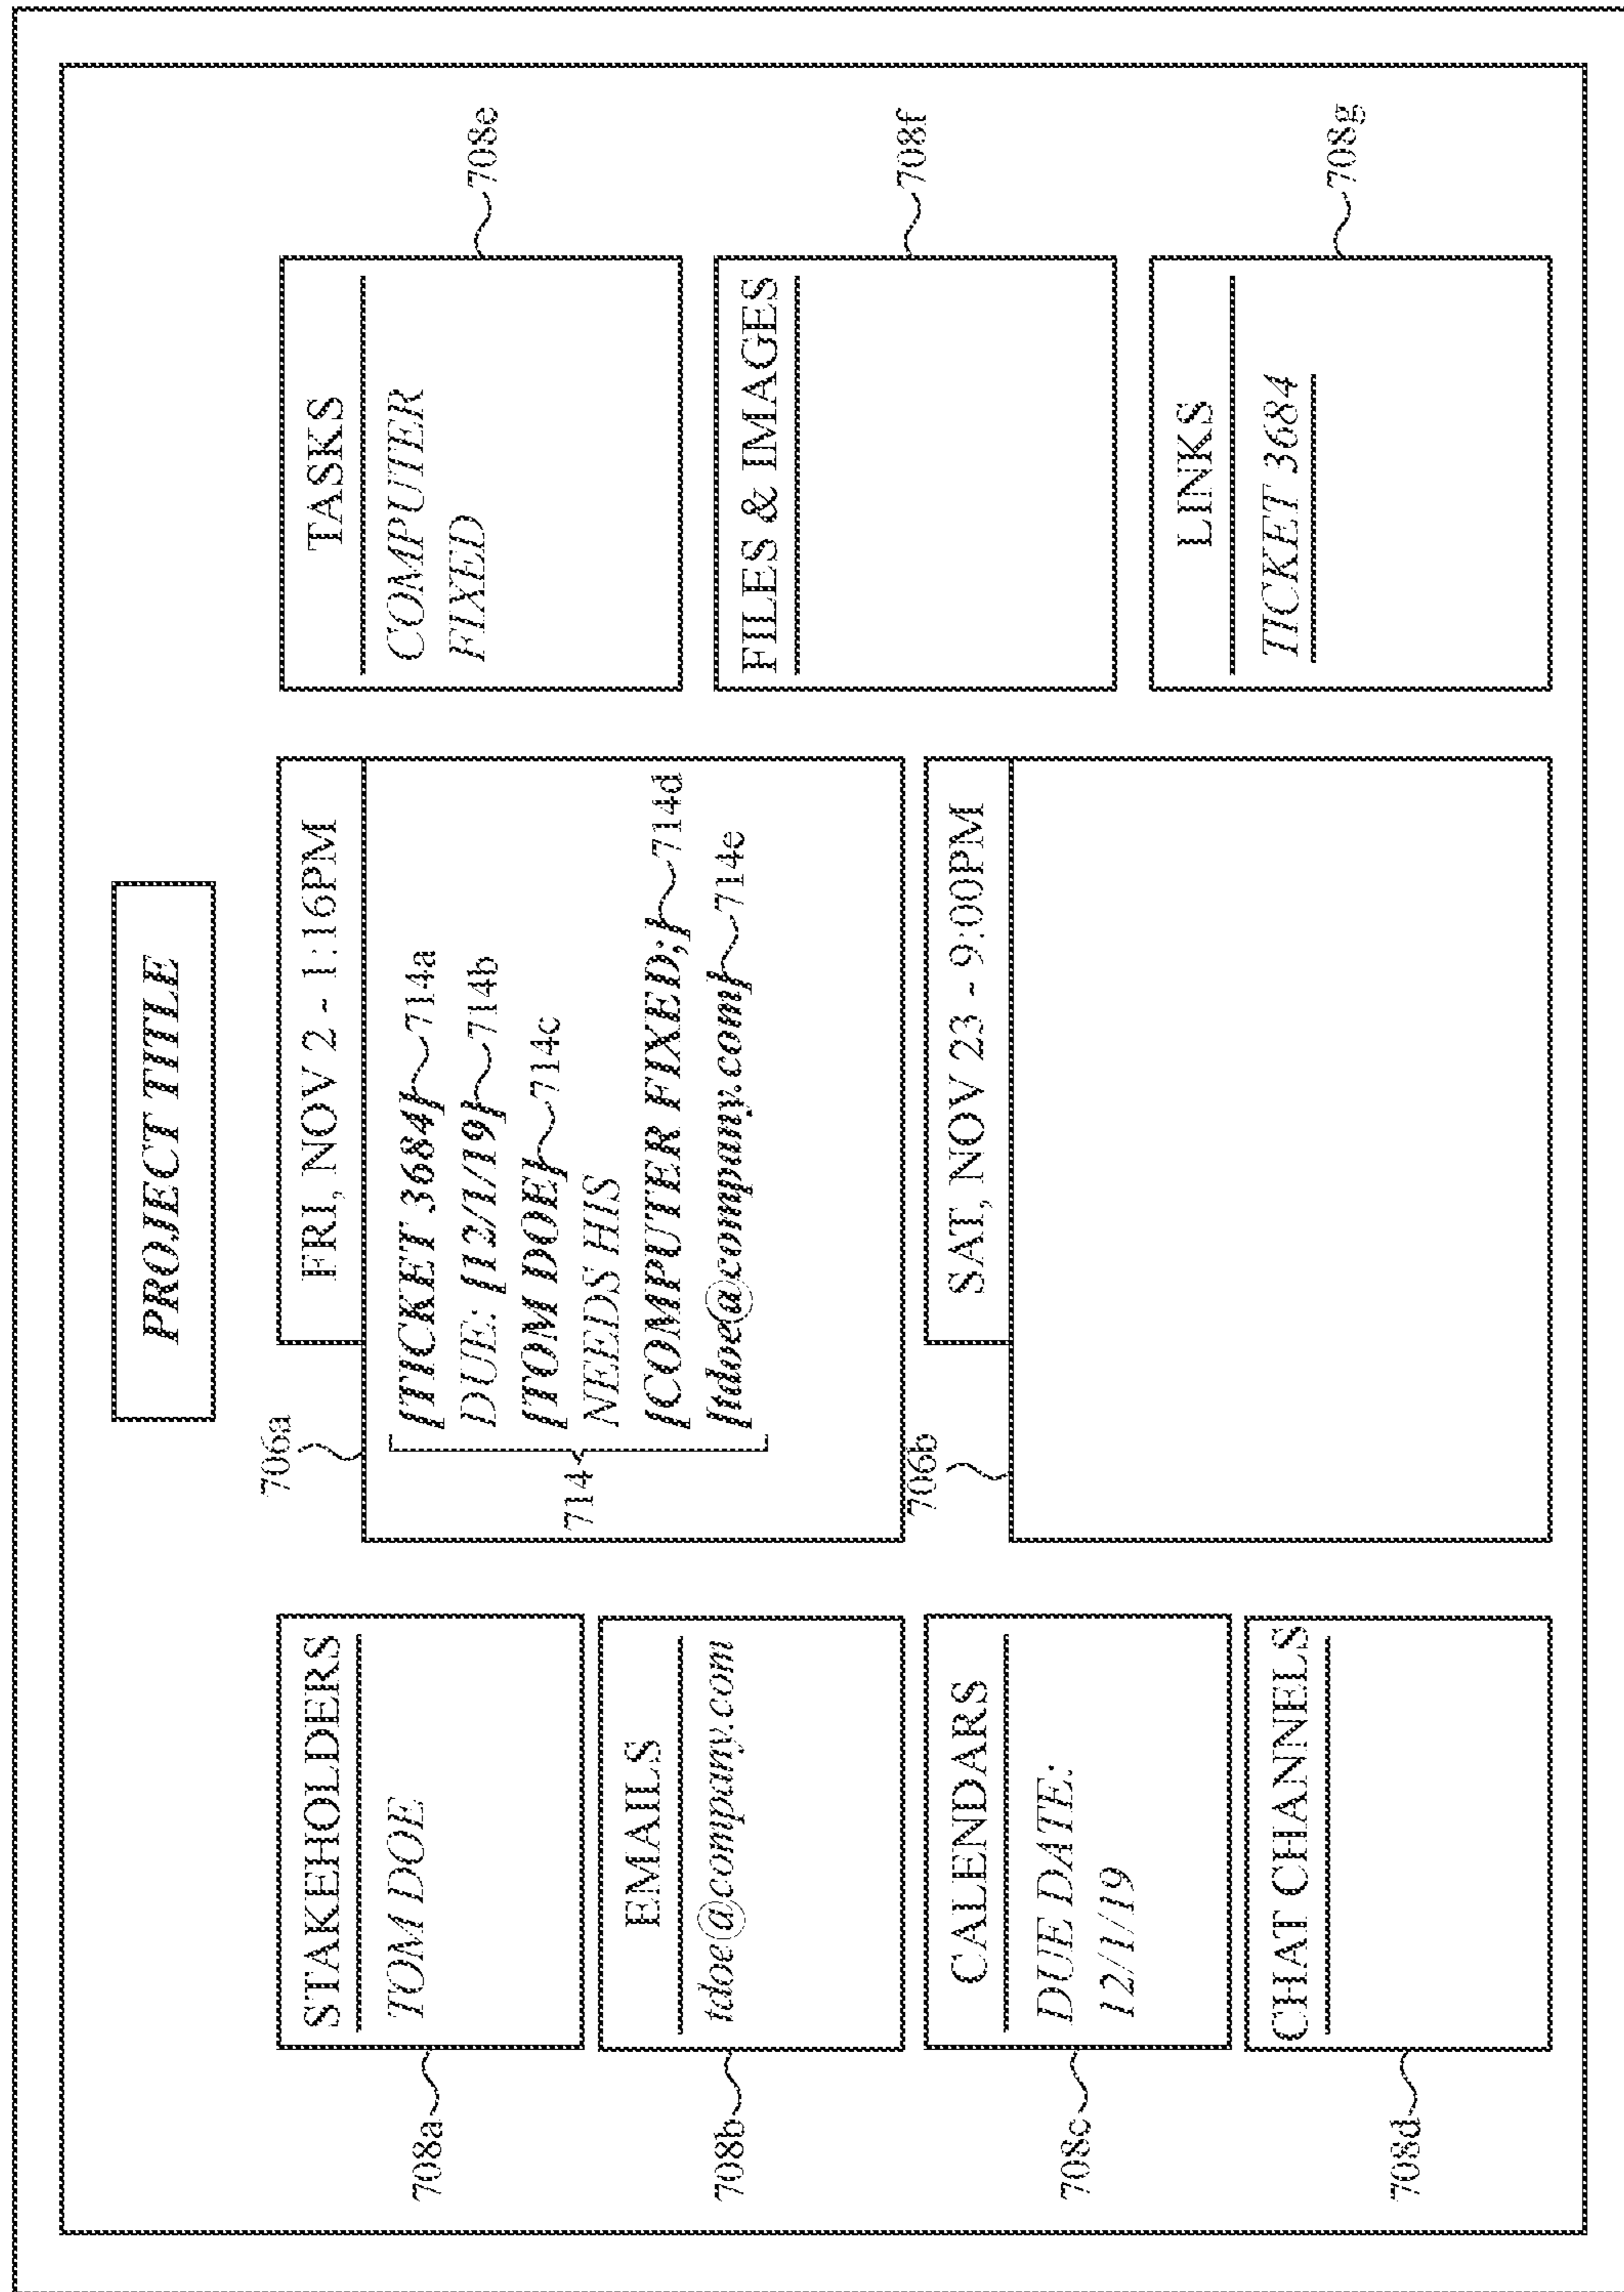 PROJECT TITLE
708a
STAKEHOLDERS
TOM DOE
708b
EMAILS
tdoe@company.com
708c
CALENDARS
DUE DATE:
12/1/19
708d
CHAT CHANNELS
706a
FRI, NOV 2 - 1:16PM
714
[TICKET 3684] 714a
DUE: [12/1/19] 714b
[TOM DOE] 714c
NEEDS HIS
[COMPUTER FIXED;] 714d
[tdoe@company.com] 714e
706b
SAT, NOV 23 - 9:00PM
TASKS
COMPUTER
FIXED
708e
FILES & IMAGES
708f
LINKS
TICKET 3684
708g